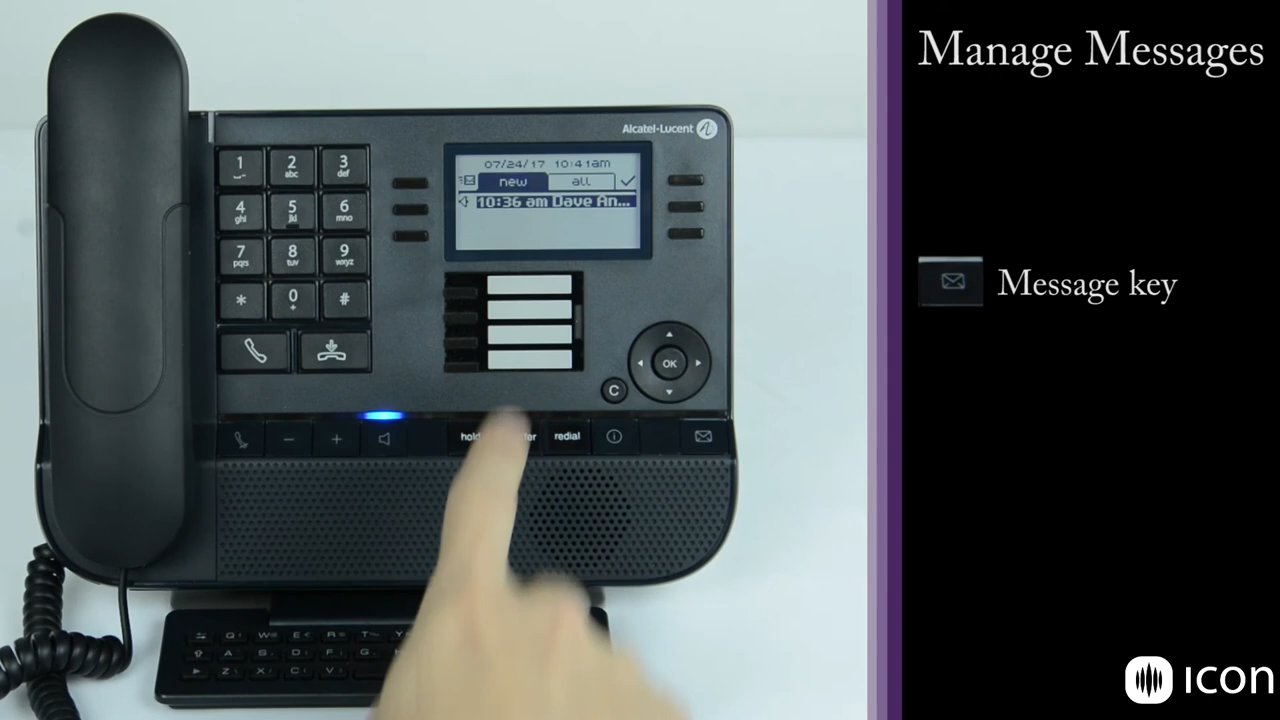 Manage Messages
Message key
icon
Alcatel-Lucent
07/24/17 10:41am
new all
10:36 am Dave An...
1 2 abc 3 def
4 ghi 5 jkl 6 mno
7 pqrs 8 tuv 9 wxyz
* 0 + #
OK
C
- + redial i
Q W E R T Y
A S D F G
Z X C V